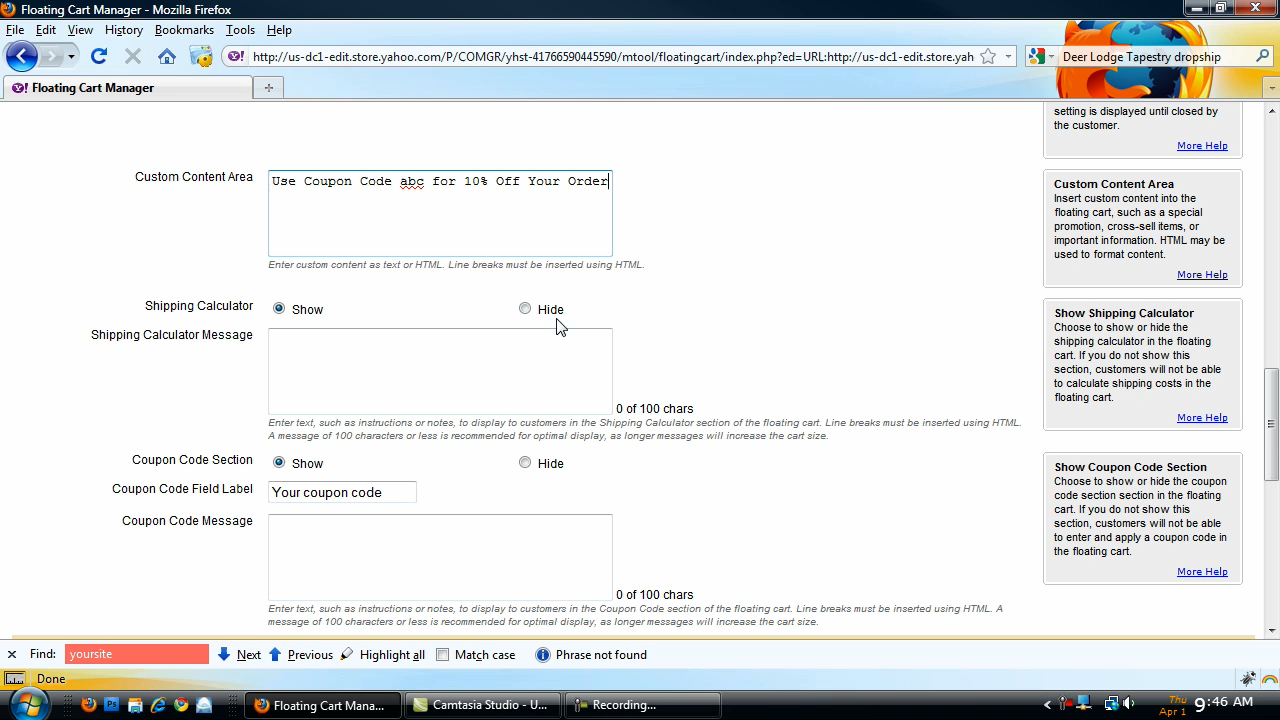 Floating Cart Manager - Mozilla Firefox
File Edit View History Bookmarks Tools Help
http://us-dc1-edit.store.yahoo.com/P/COMGR/yhst-41766590445590/mtool/floatingcart/index.php?ed=URL:http://us-dc1-edit.store.yah
Deer Lodge Tapestry dropship
Floating Cart Manager
setting is displayed until closed by
the customer.
More Help
Custom Content Area
Use Coupon Code abc for 10% Off Your Order
Enter custom content as text or HTML. Line breaks must be inserted using HTML.
Custom Content Area
Insert custom content into the
floating cart, such as a special
promotion, cross-sell items, or
important information. HTML may be
used to format content.
More Help
Shipping Calculator Show Hide
Shipping Calculator Message
0 of 100 chars
Enter text, such as instructions or notes, to display to customers in the Shipping Calculator section of the floating cart. Line breaks must be inserted using HTML.
A message of 100 characters or less is recommended for optimal display, as longer messages will increase the cart size.
Show Shipping Calculator
Choose to show or hide the
shipping calculator in the floating
cart. If you do not show this
section, customers will not be able
to calculate shipping costs in the
floating cart.
More Help
Coupon Code Section Show Hide
Coupon Code Field Label Your coupon code
Coupon Code Message
0 of 100 chars
Enter text, such as instructions or notes, to display to customers in the Coupon Code section of the floating cart. Line breaks must be inserted using HTML. A
message of 100 characters or less is recommended for optimal display, as longer messages will increase the cart size.
Show Coupon Code Section
Choose to show or hide the coupon
code section section in the floating
cart. If you do not show this
section, customers will not be able
to enter and apply a coupon code in
the floating cart.
More Help
Find: yoursite Next Previous Highlight all Match case Phrase not found
Done
Floating Cart Mana... Camtasia Studio - U... Recording...
Thu
Apr 1
9:46 AM